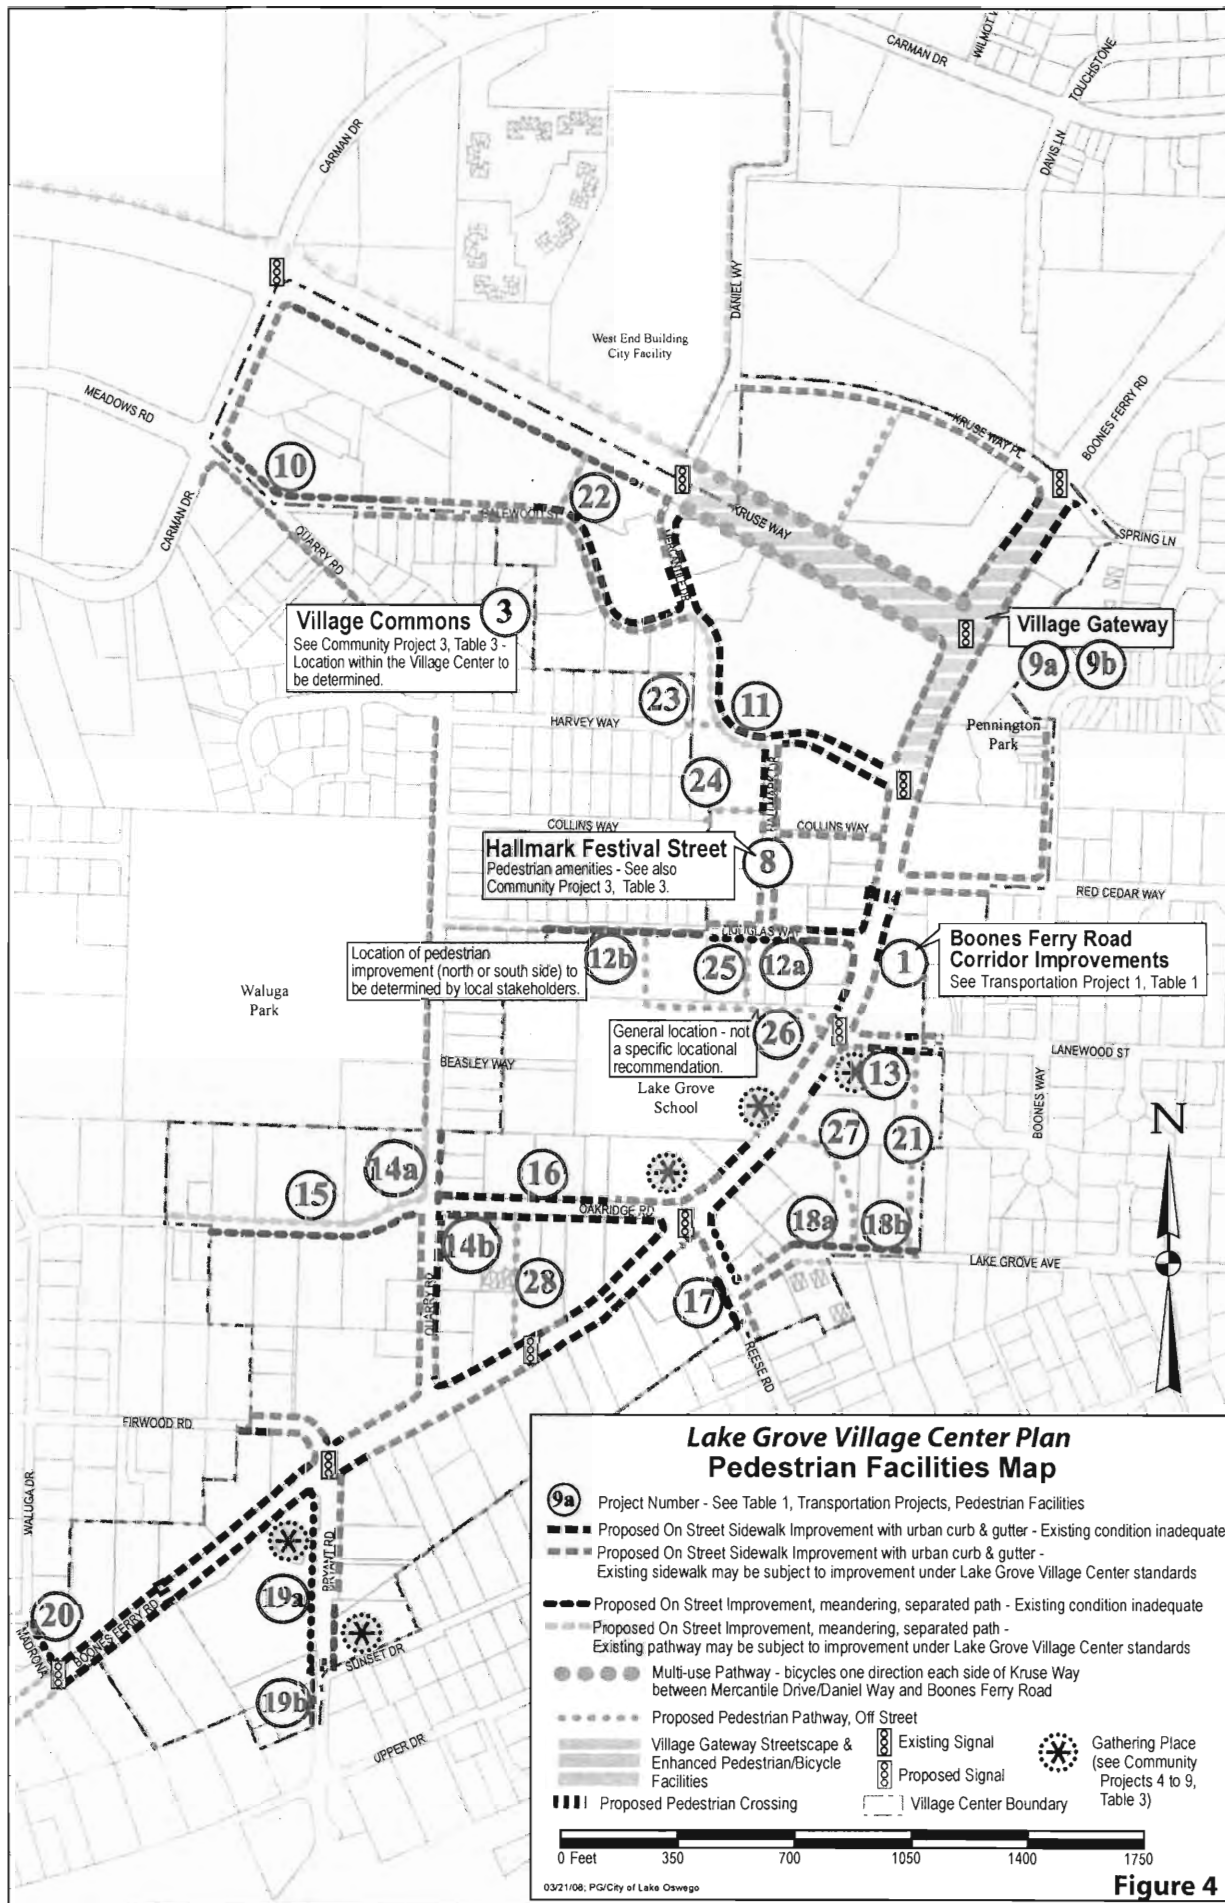 CARMAN DR
WILMOT
TOUCHSTONE
DAVIS LN
CARMAN DR
DANIEL WY
West End Building
City Facility
MEADOWS RD
BOONES FERRY RD
KRUSE WAY PL
10
22
KRUSE WAY
SPRING LN
CARMAN DR
QUARRY RD
MERCANTILE DR
Village Commons
3
See Community Project 3, Table 3 -
Location within the Village Center to
be determined.
Village Gateway
9a
9b
23
11
HARVEY WAY
Pennington
Park
24
HALLMARK DR
COLLINS WAY
COLLINS WAY
Hallmark Festival Street
Pedestrian amenities - See also
Community Project 3, Table 3.
8
RED CEDAR WAY
DOUGLAS WAY
Location of pedestrian
improvement (north or south side) to
be determined by local stakeholders.
12b
25
12a
1
Boones Ferry Road
Corridor Improvements
See Transportation Project 1, Table 1
Waluga
Park
General location - not
a specific locational
recommendation.
26
LANEWOOD ST
BEASLEY WAY
13
Lake Grove
School
BOONES WAY
N
27
21
14a
16
15
OAKRIDGE RD
18a
18b
14b
LAKE GROVE AVE
28
QUARRY RD
17
REESE RD
FIRWOOD RD
WALUGA DR
BRYANT RD
19a
20
BOONES FERRY RD
MADRONA
SUNSET DR
19b
UPPER DR
Lake Grove Village Center Plan
Pedestrian Facilities Map
9a Project Number - See Table 1, Transportation Projects, Pedestrian Facilities
Proposed On Street Sidewalk Improvement with urban curb & gutter - Existing condition inadequate
Proposed On Street Sidewalk Improvement with urban curb & gutter -
Existing sidewalk may be subject to improvement under Lake Grove Village Center standards
Proposed On Street Improvement, meandering, separated path - Existing condition inadequate
Proposed On Street Improvement, meandering, separated path -
Existing pathway may be subject to improvement under Lake Grove Village Center standards
Multi-use Pathway - bicycles one direction each side of Kruse Way
between Mercantile Drive/Daniel Way and Boones Ferry Road
Proposed Pedestrian Pathway, Off Street
Village Gateway Streetscape &
Enhanced Pedestrian/Bicycle
Facilities
Existing Signal
Proposed Signal
Gathering Place
(see Community
Projects 4 to 9,
Table 3)
Proposed Pedestrian Crossing
Village Center Boundary
0 Feet 350 700 1050 1400 1750
03/21/08; PG/City of Lake Oswego
Figure 4